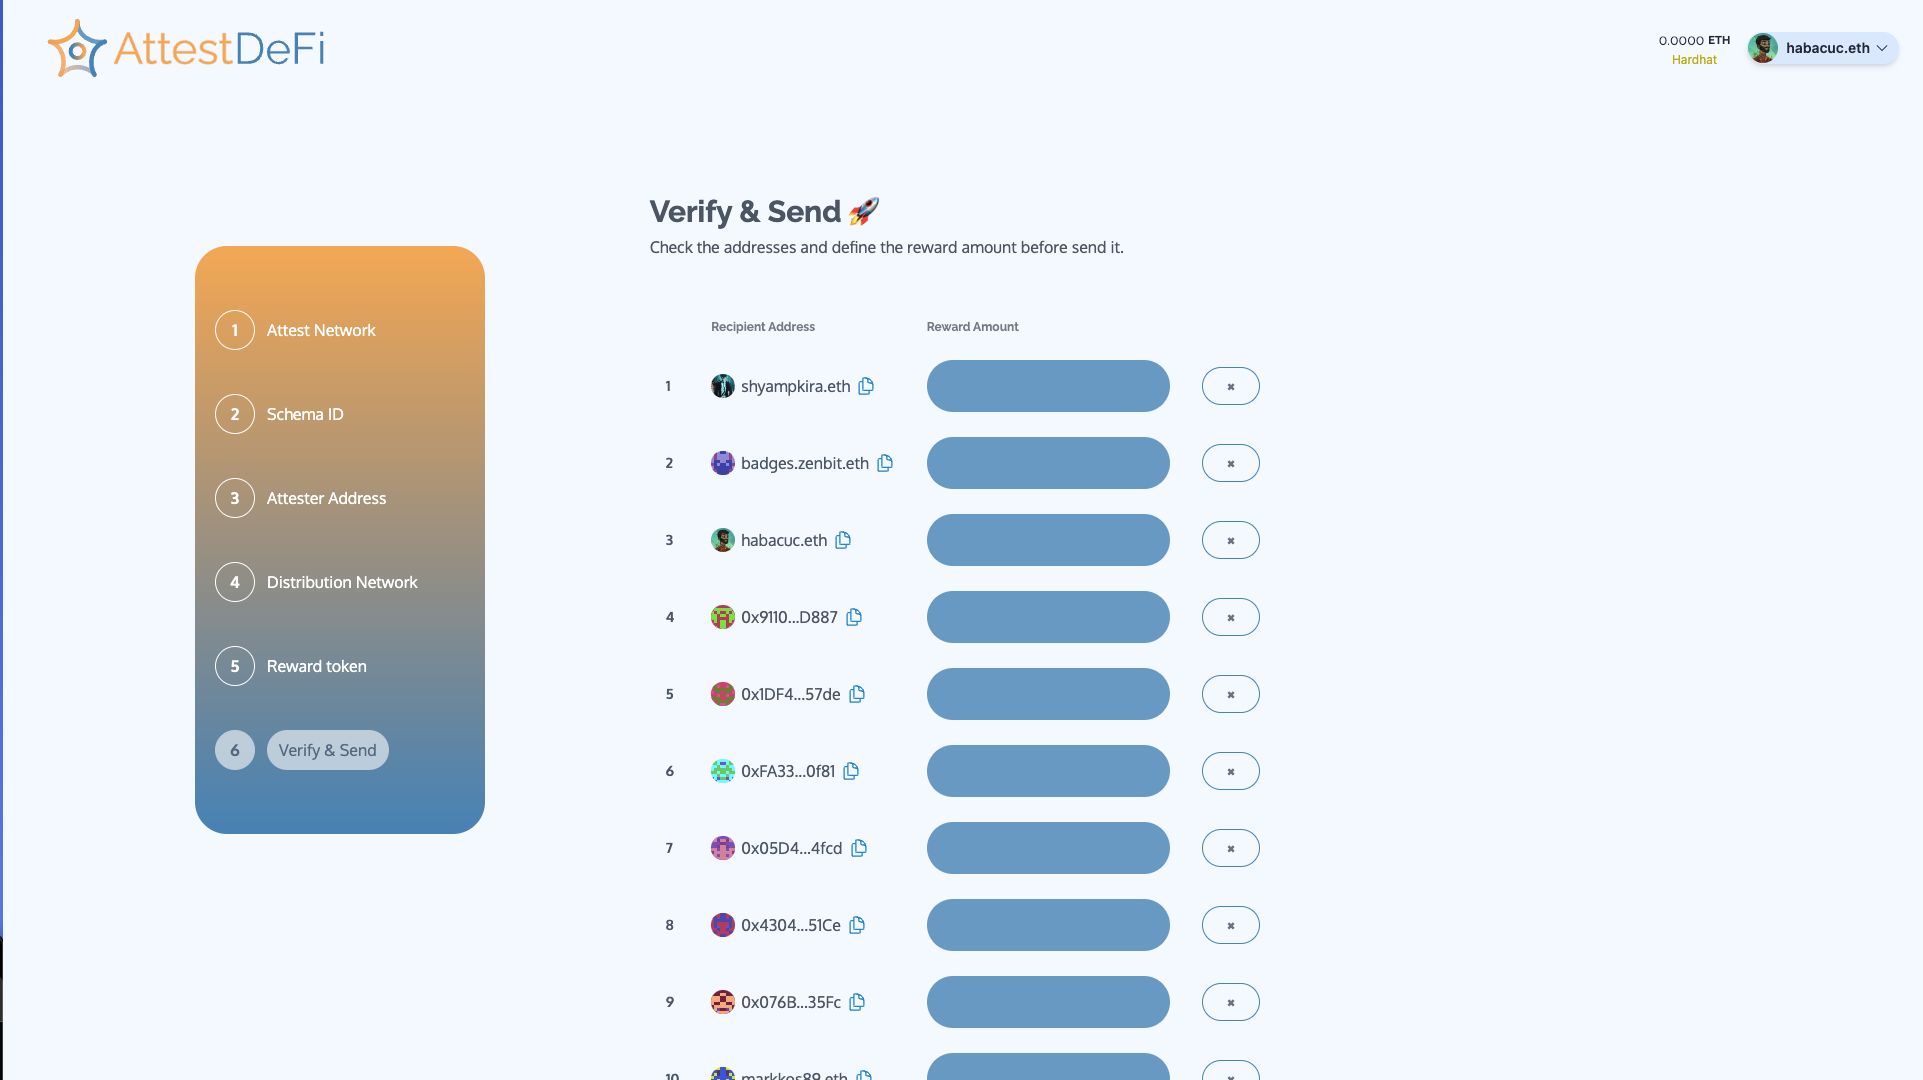 AttestDeFi
0.0000 ETH
Hardhat
habacuc.eth
Verify & Send 🚀
Check the addresses and define the reward amount before send it.
1 Attest Network
2 Schema ID
3 Attester Address
4 Distribution Network
5 Reward token
6 Verify & Send
Recipient Address Reward Amount
1 shyampkira.eth
2 badges.zenbit.eth
3 habacuc.eth
4 0x9110...D887
5 0x1DF4...57de
6 0xFA33...0f81
7 0x05D4...4fcd
8 0x4304...51Ce
9 0x076B...35Fc
10 markkos89.eth